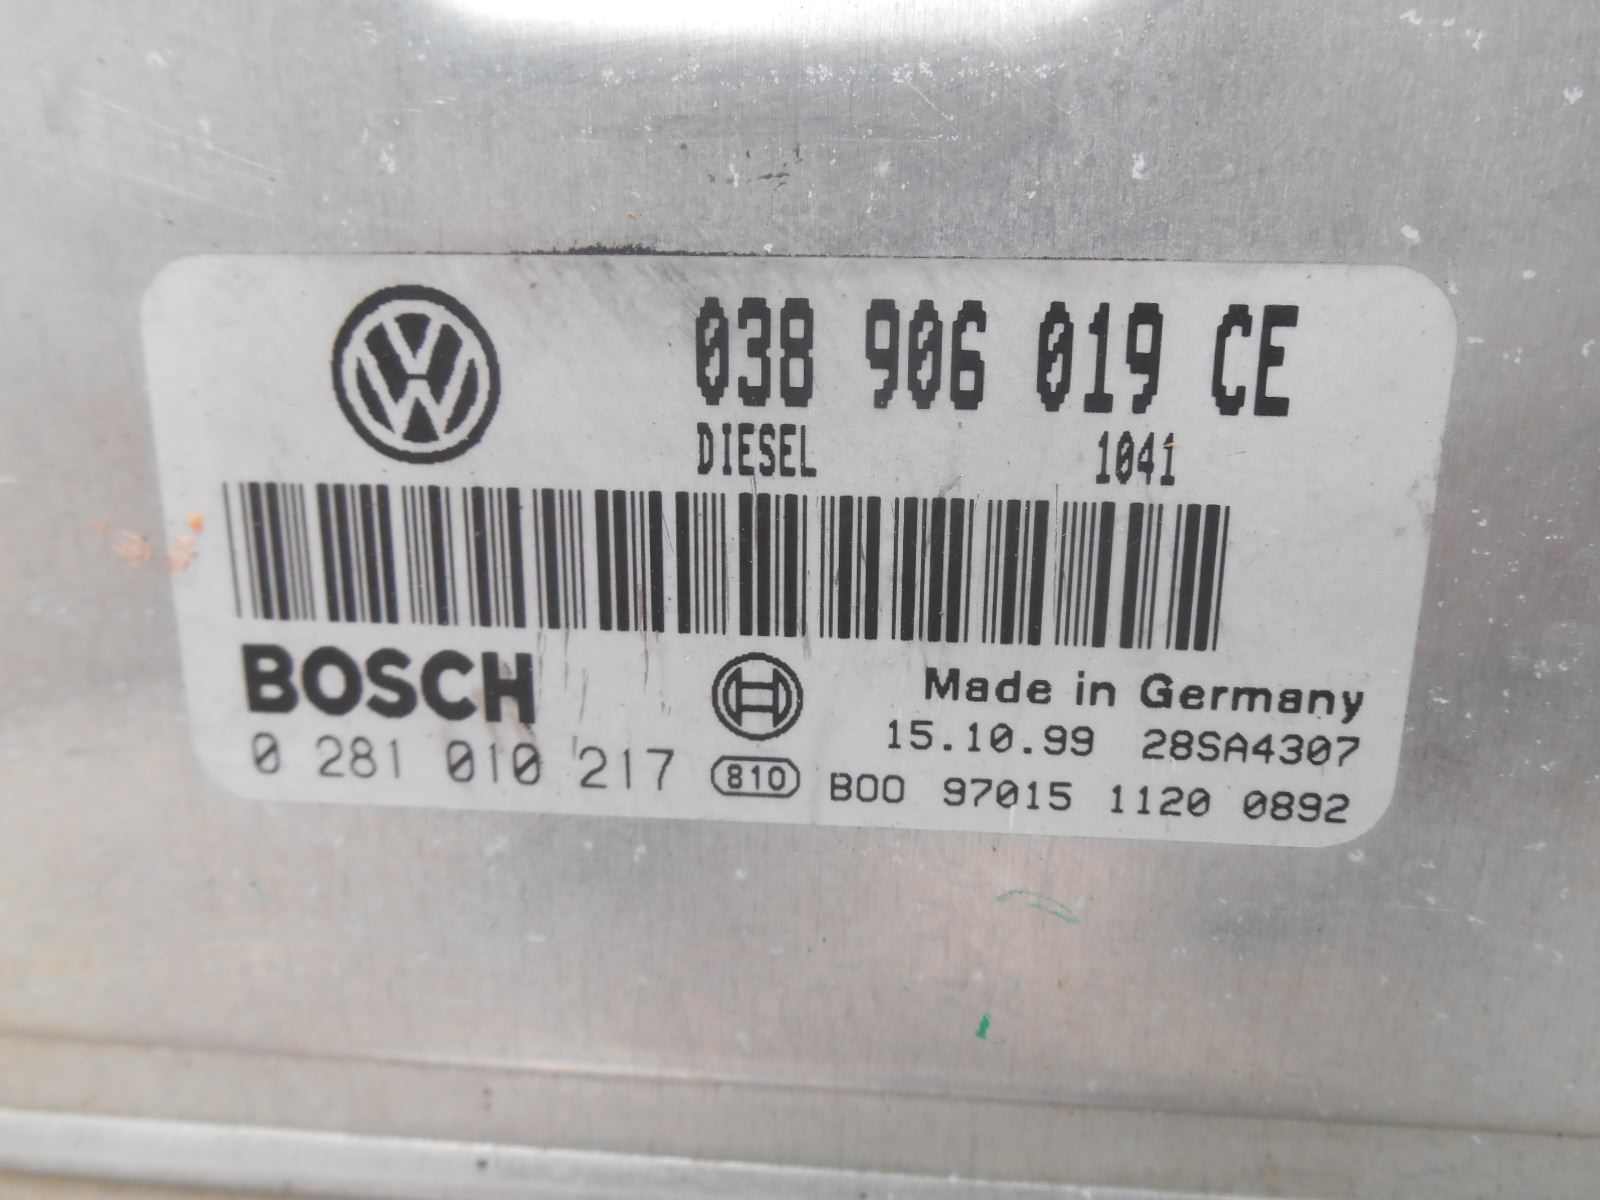 038 906 019 CE
DIESEL 1041
BOSCH
Made in Germany
15.10.99 28SA4307
0 281 010 217 810 B00 97015 1120 0892